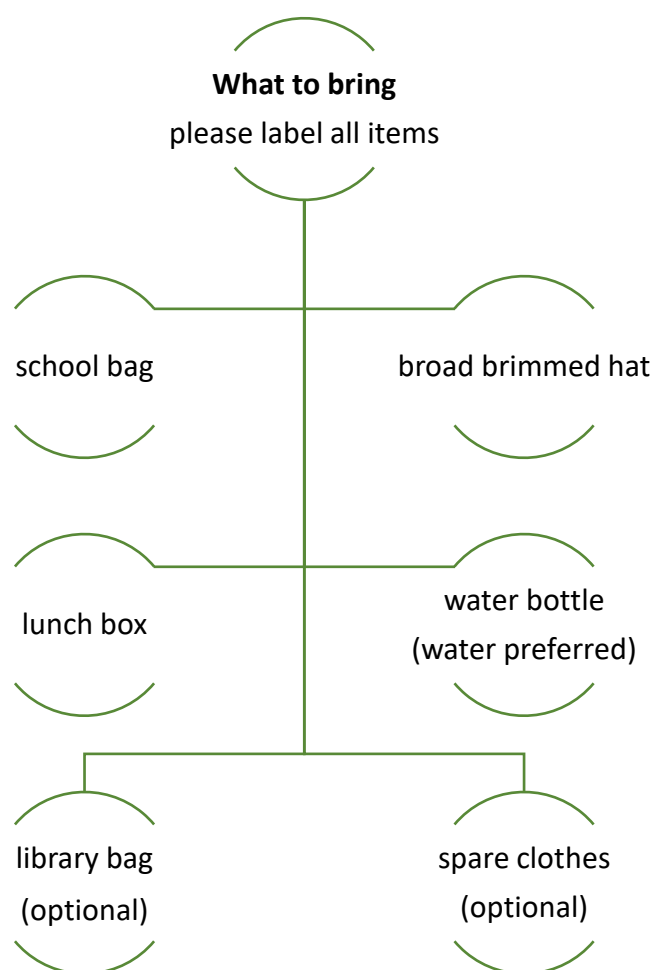 What to bring
please label all items
school bag
broad brimmed hat
lunch box
water bottle
(water preferred)
library bag
(optional)
spare clothes
(optional)